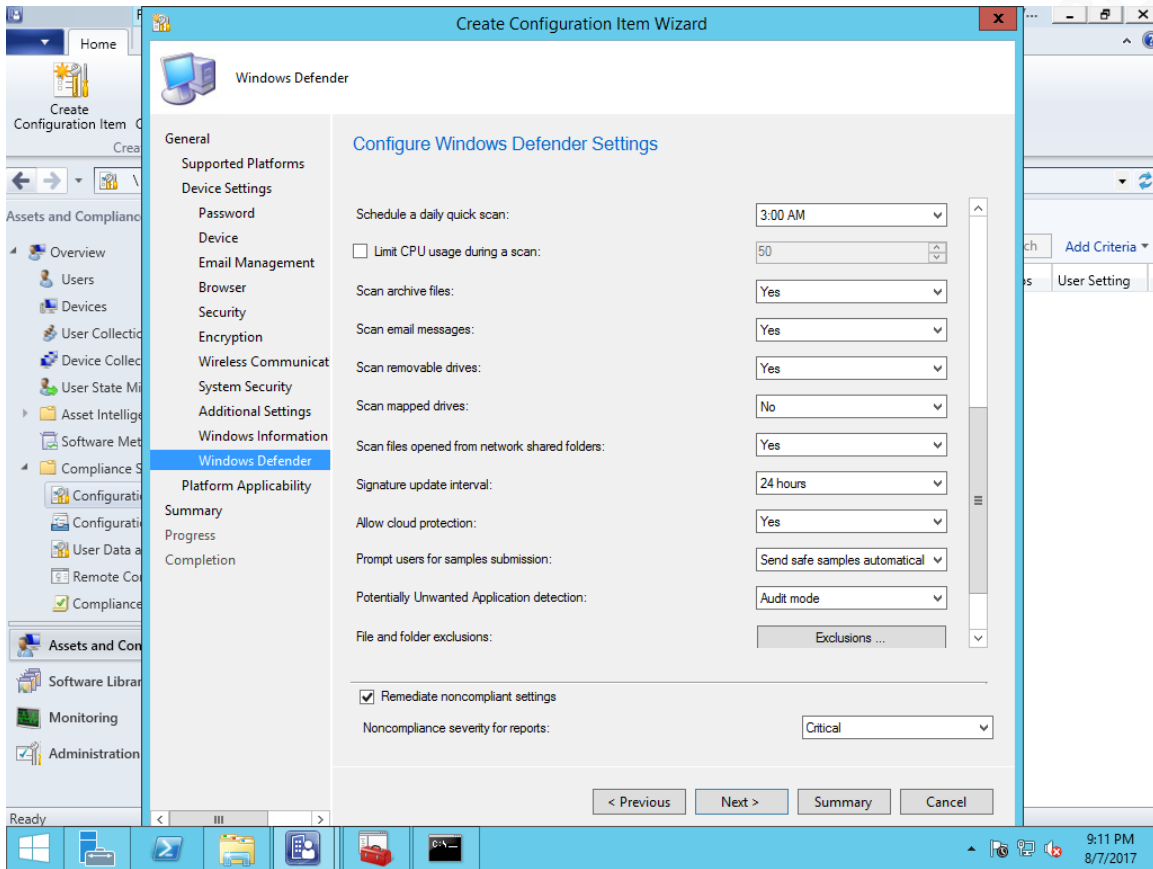 Create Configuration Item Wizard
Home
Create
Configuration Item
Crea
Windows Defender
General
Supported Platforms
Device Settings
Password
Device
Email Management
Browser
Security
Encryption
Wireless Communicat
System Security
Additional Settings
Windows Information
Windows Defender
Platform Applicability
Summary
Progress
Completion
Configure Windows Defender Settings
Schedule a daily quick scan: 3:00 AM
Limit CPU usage during a scan: 50
Scan archive files: Yes
Scan email messages: Yes
Scan removable drives: Yes
Scan mapped drives: No
Scan files opened from network shared folders: Yes
Signature update interval: 24 hours
Allow cloud protection: Yes
Prompt users for samples submission: Send safe samples automatical
Potentially Unwanted Application detection: Audit mode
File and folder exclusions: Exclusions ...
Remediate noncompliant settings
Noncompliance severity for reports: Critical
< Previous Next > Summary Cancel
Assets and Complianc
Overview
Users
Devices
User Collectic
Device Collec
User State Mi
Asset Intellige
Software Met
Compliance S
Configurati
Configurati
User Data a
Remote Co
Compliance
Assets and Con
Software Librar
Monitoring
Administration
Ready
ch Add Criteria
User Setting
9:11 PM
8/7/2017